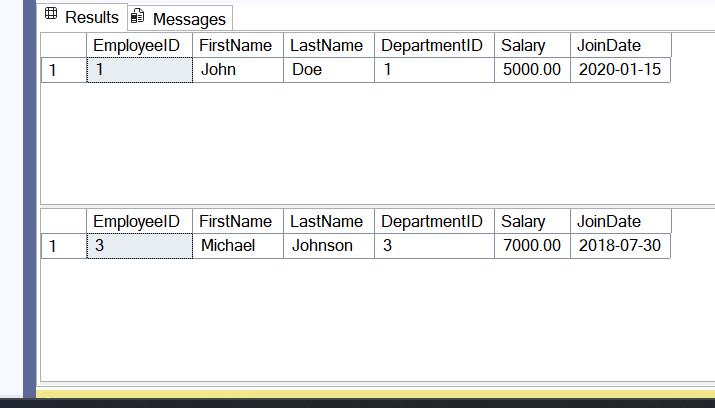 Results Messages
EmployeeID FirstName LastName DepartmentID Salary JoinDate
1 1 John Doe 1 5000.00 2020-01-15
EmployeeID FirstName LastName DepartmentID Salary JoinDate
1 3 Michael Johnson 3 7000.00 2018-07-30